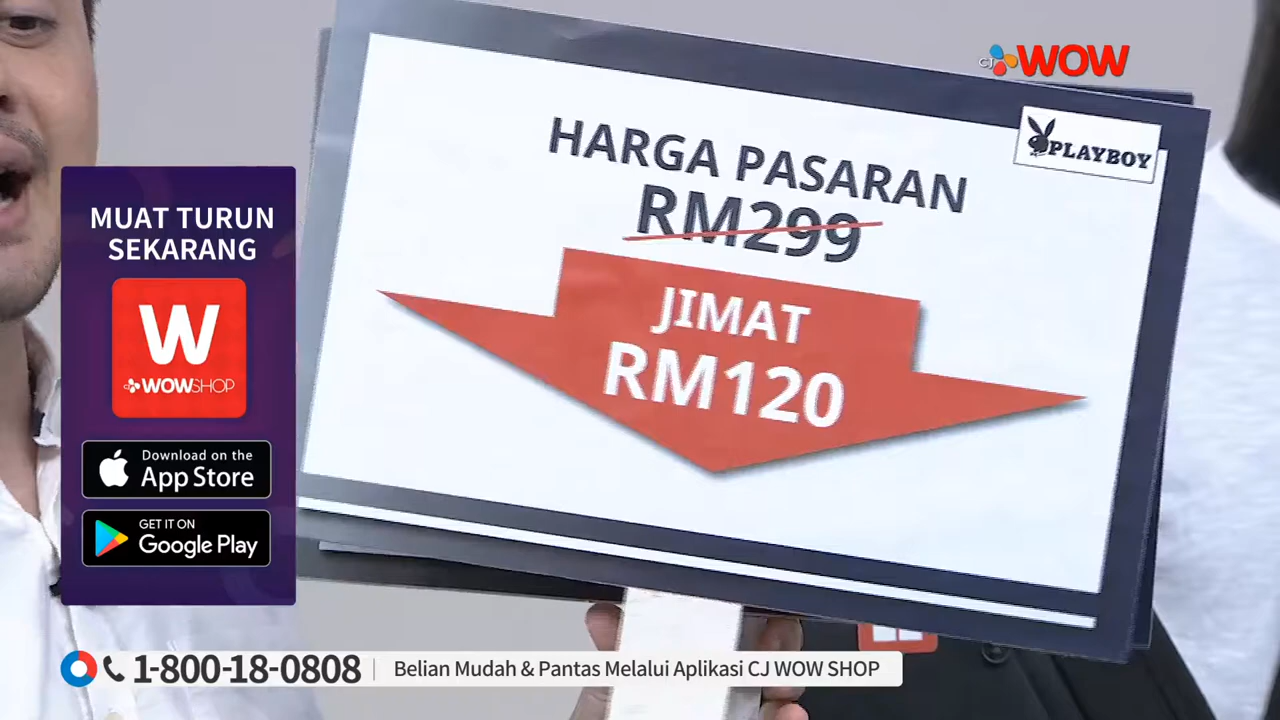 CJ WOW
PLAYBOY
HARGA PASARAN
RM299
JIMAT
RM120
MUAT TURUN
SEKARANG
W
WOWSHOP
Download on the
App Store
GET IT ON
Google Play
1-800-18-0808
Belian Mudah & Pantas Melalui Aplikasi CJ WOW SHOP